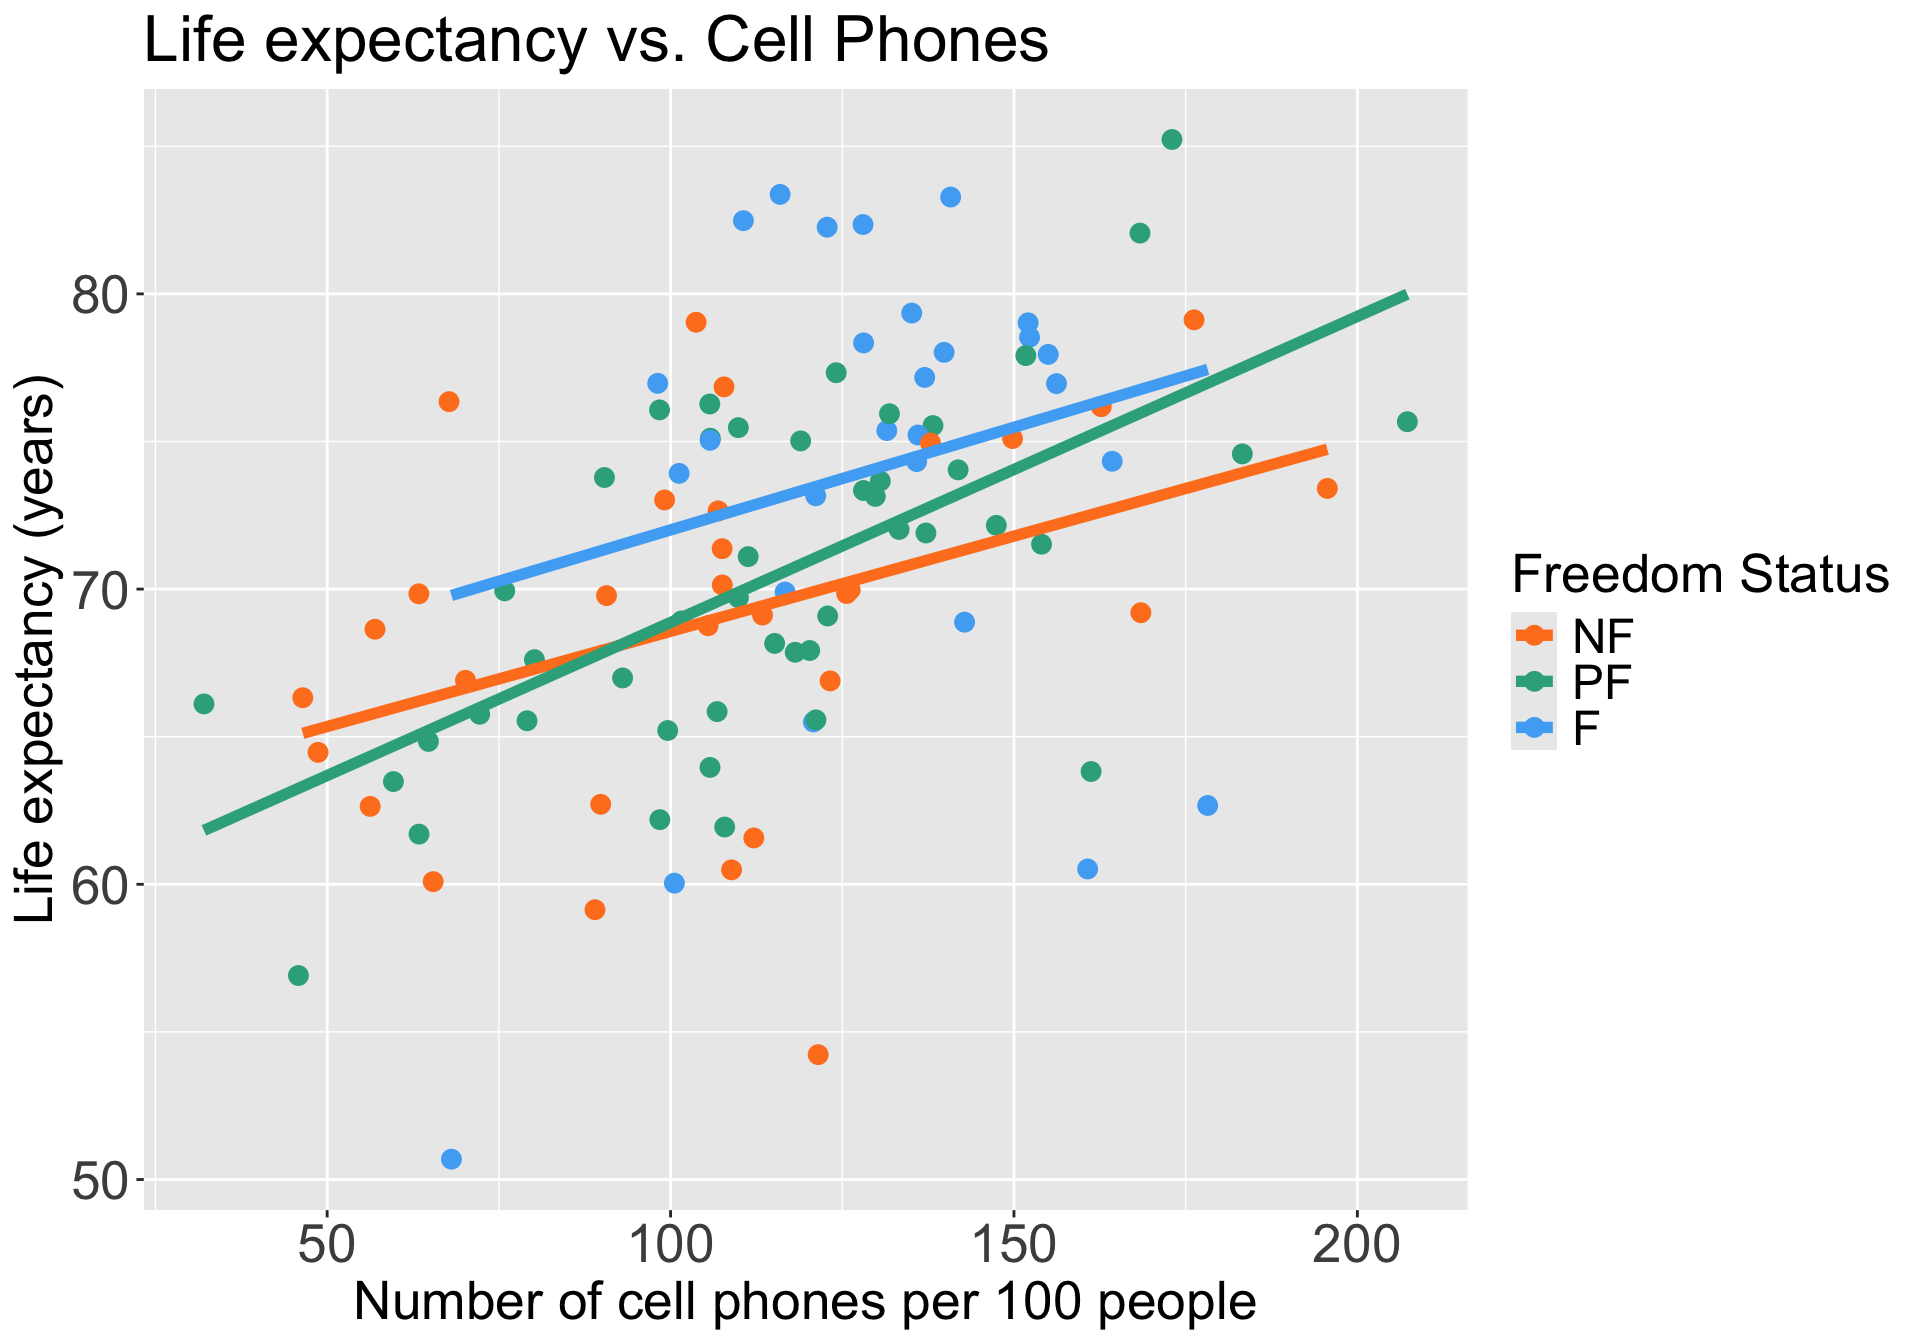 Life expectancy vs. Cell Phones
Life expectancy (years)
80
70
60
50
50 100 150 200
Number of cell phones per 100 people
Freedom Status
NF
PF
F